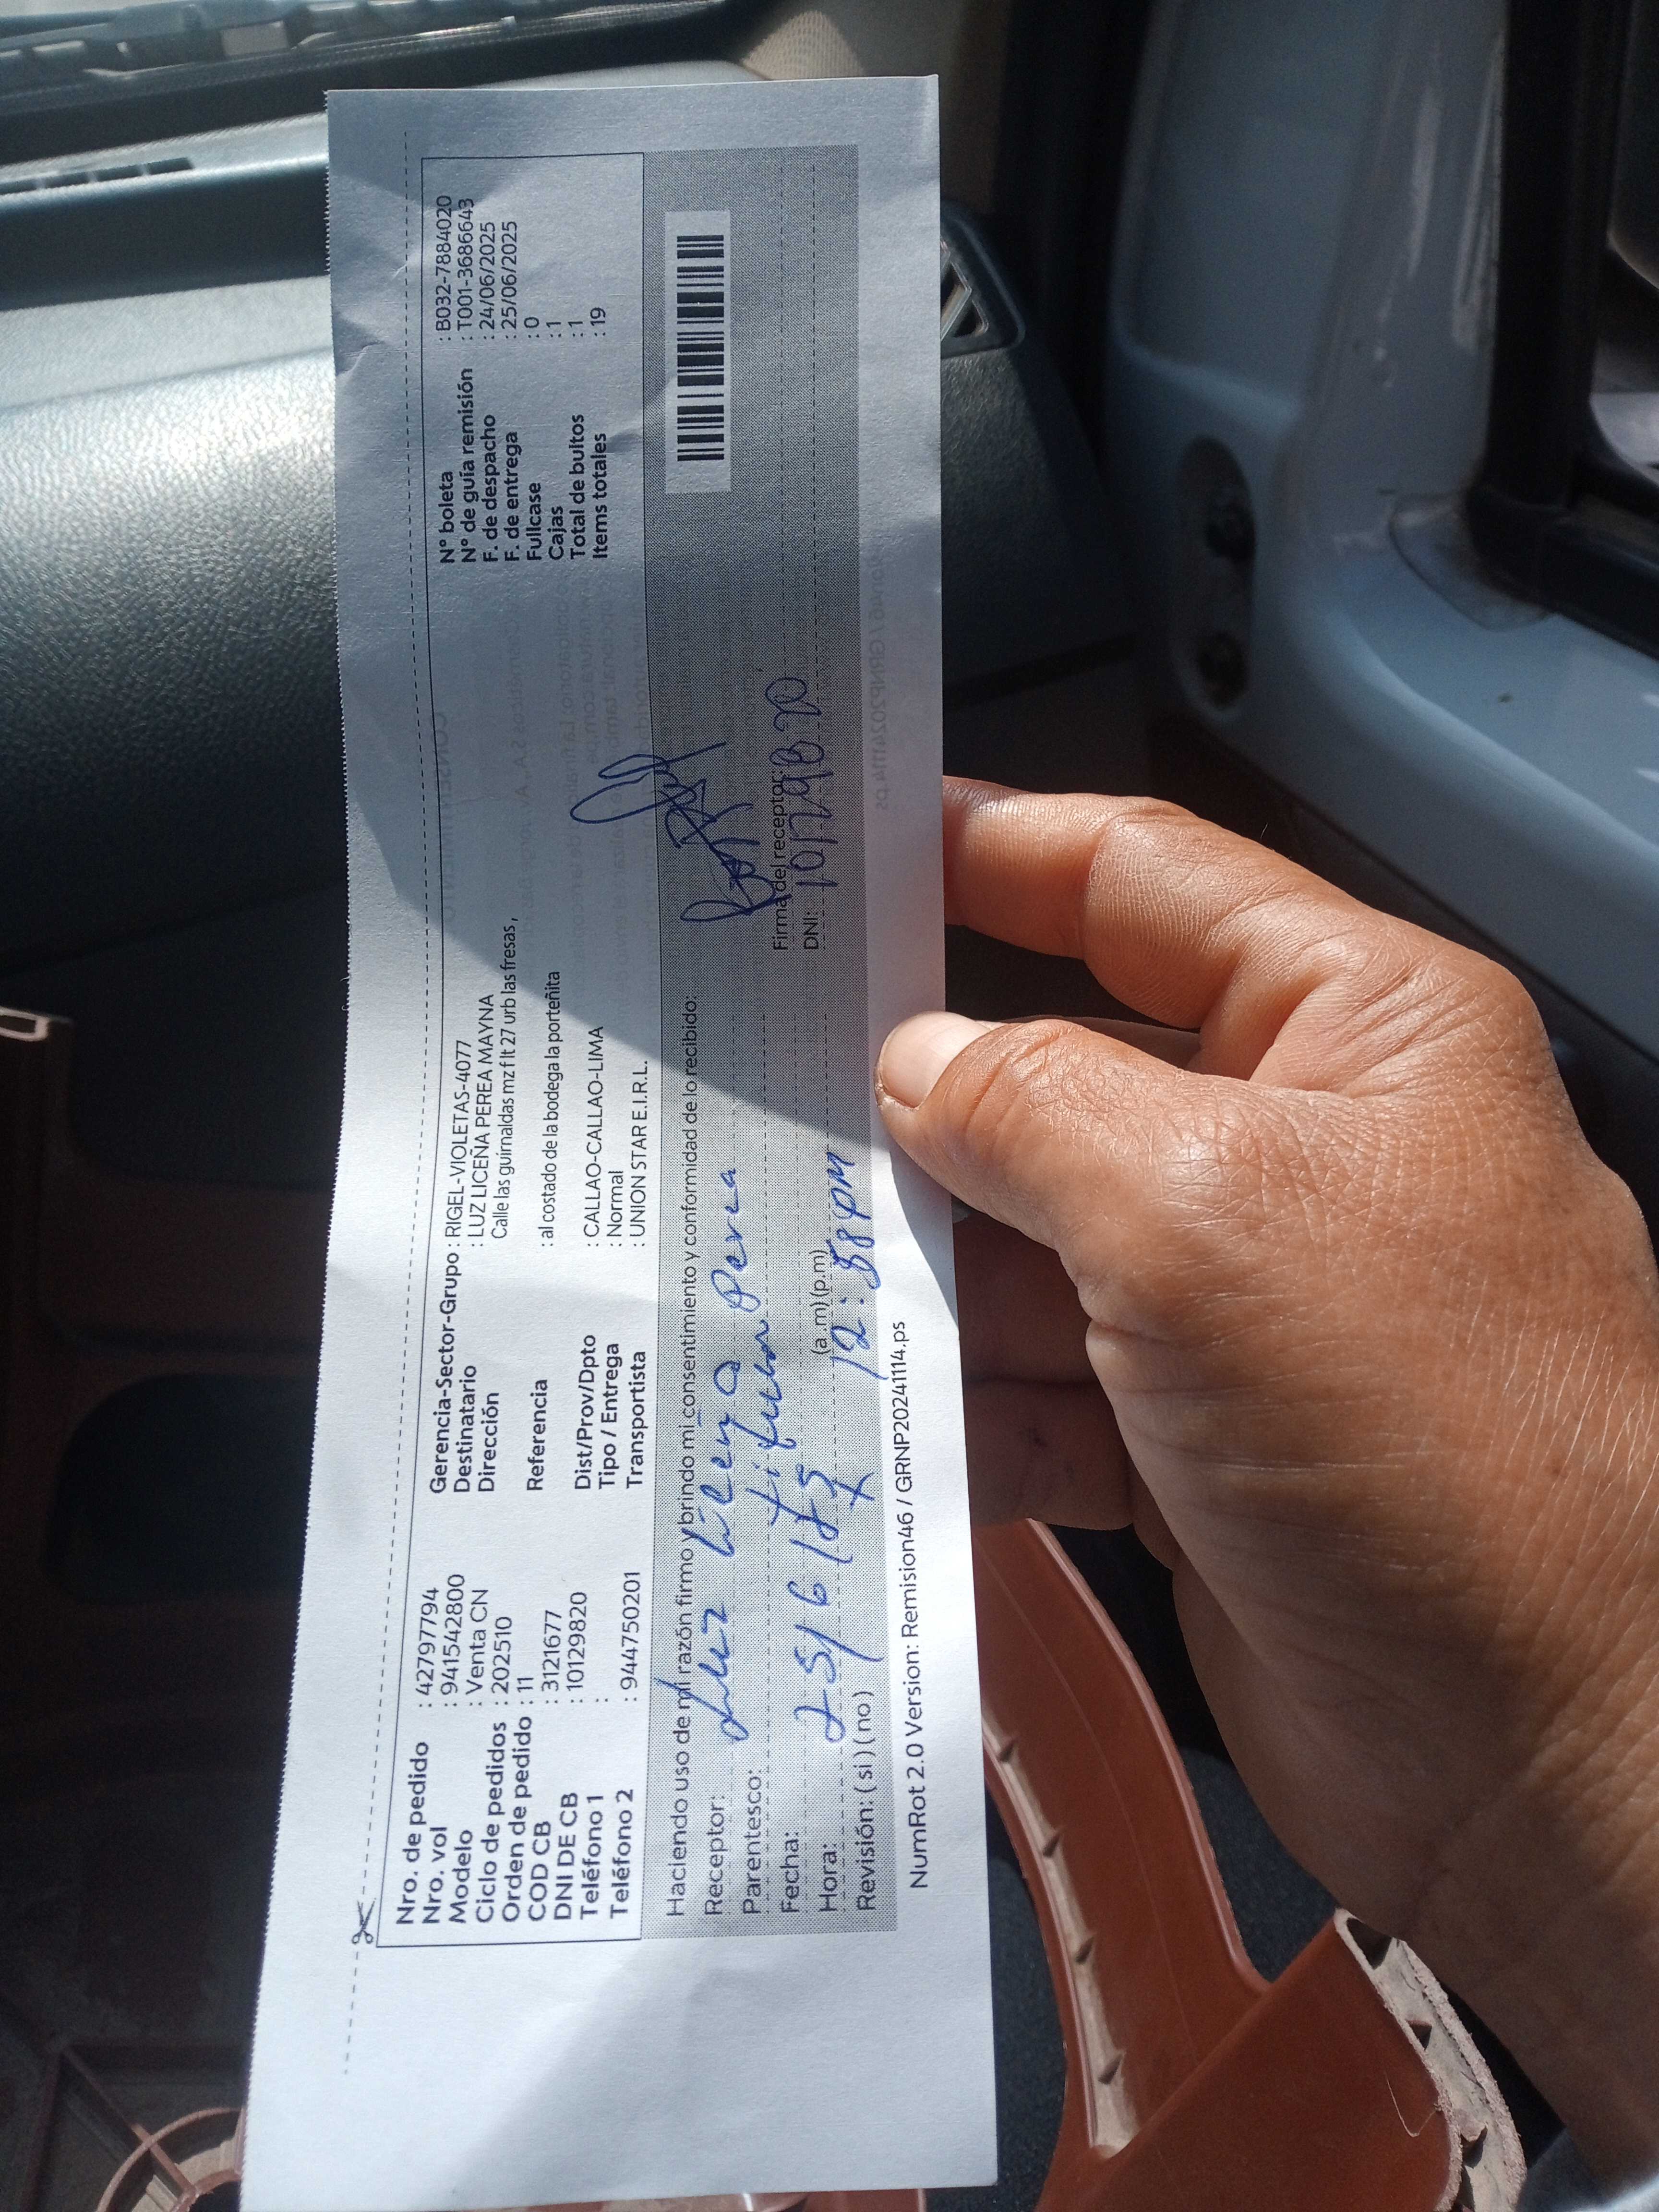 Nro. de pedido : 42797794
Nro. vol : 941542800
Modelo : Venta CN
Ciclo de pedidos : 202510
Orden de pedido : 11
COD CB : 3121677
DNI DE CB : 10129820
Teléfono 1 :
Teléfono 2 : 944750201
Gerencia-Sector-Grupo : RIGEL-VIOLETAS-4077
Destinatario : LUZ LICEÑA PEREA MAYNA
Dirección Calle las guirnaldas mz f lt 27 urb las fresas ,
Referencia : al costado de la bodega la porteñita
Dist/Prov/Dpto : CALLAO-CALLAO-LIMA
Tipo / Entrega : Normal
Transportista : UNION STAR E.I.R.L.
N° boleta : B032-7884020
N° de guía remisión : T001-3686643
F. de despacho : 24/06/2025
F. de entrega : 25/06/2025
Fullcase : 0
Cajas : 1
Total de bultos : 1
Items totales : 19
Haciendo uso de mi razón firmo y brindo mi consentimiento y conformidad de lo recibido:
Receptor: Luz Perea
Parentesco: titular
Fecha:
Hora: (a .m) (p.m) 12:58 pm
Revisión: ( si ) ( no )
Firma del receptor:
DNI:
NumRot 2.0 Version: Remision46 / GRNP20241114.ps